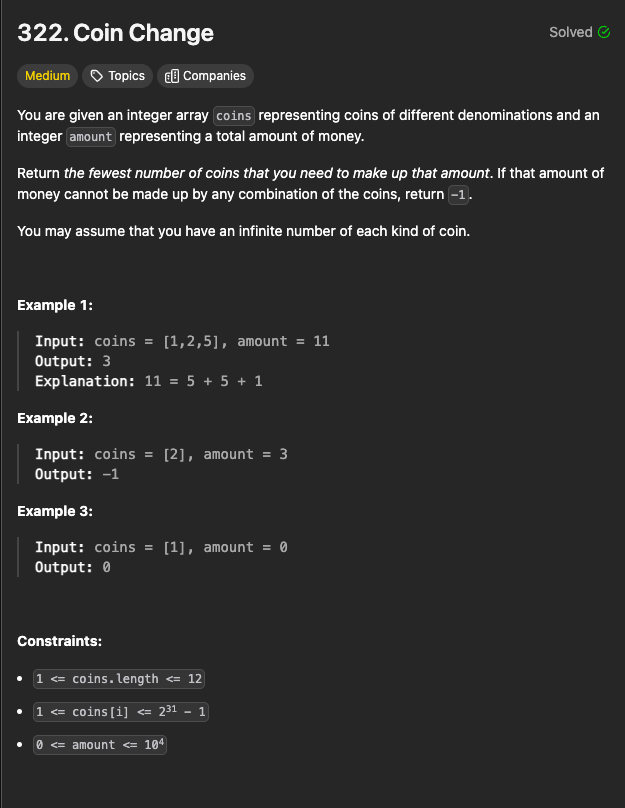 322. Coin Change
Solved
Medium
Topics
Companies
You are given an integer array coins representing coins of different denominations and an
integer amount representing a total amount of money.
Return the fewest number of coins that you need to make up that amount. If that amount of
money cannot be made up by any combination of the coins, return -1.
You may assume that you have an infinite number of each kind of coin.
Example 1:
Input: coins = [1,2,5], amount = 11
Output: 3
Explanation: 11 = 5 + 5 + 1
Example 2:
Input: coins = [2], amount = 3
Output: -1
Example 3:
Input: coins = [1], amount = 0
Output: 0
Constraints:
• 1 <= coins.length <= 12
• 1 <= coins[i] <= 2³¹ - 1
• 0 <= amount <= 10⁴